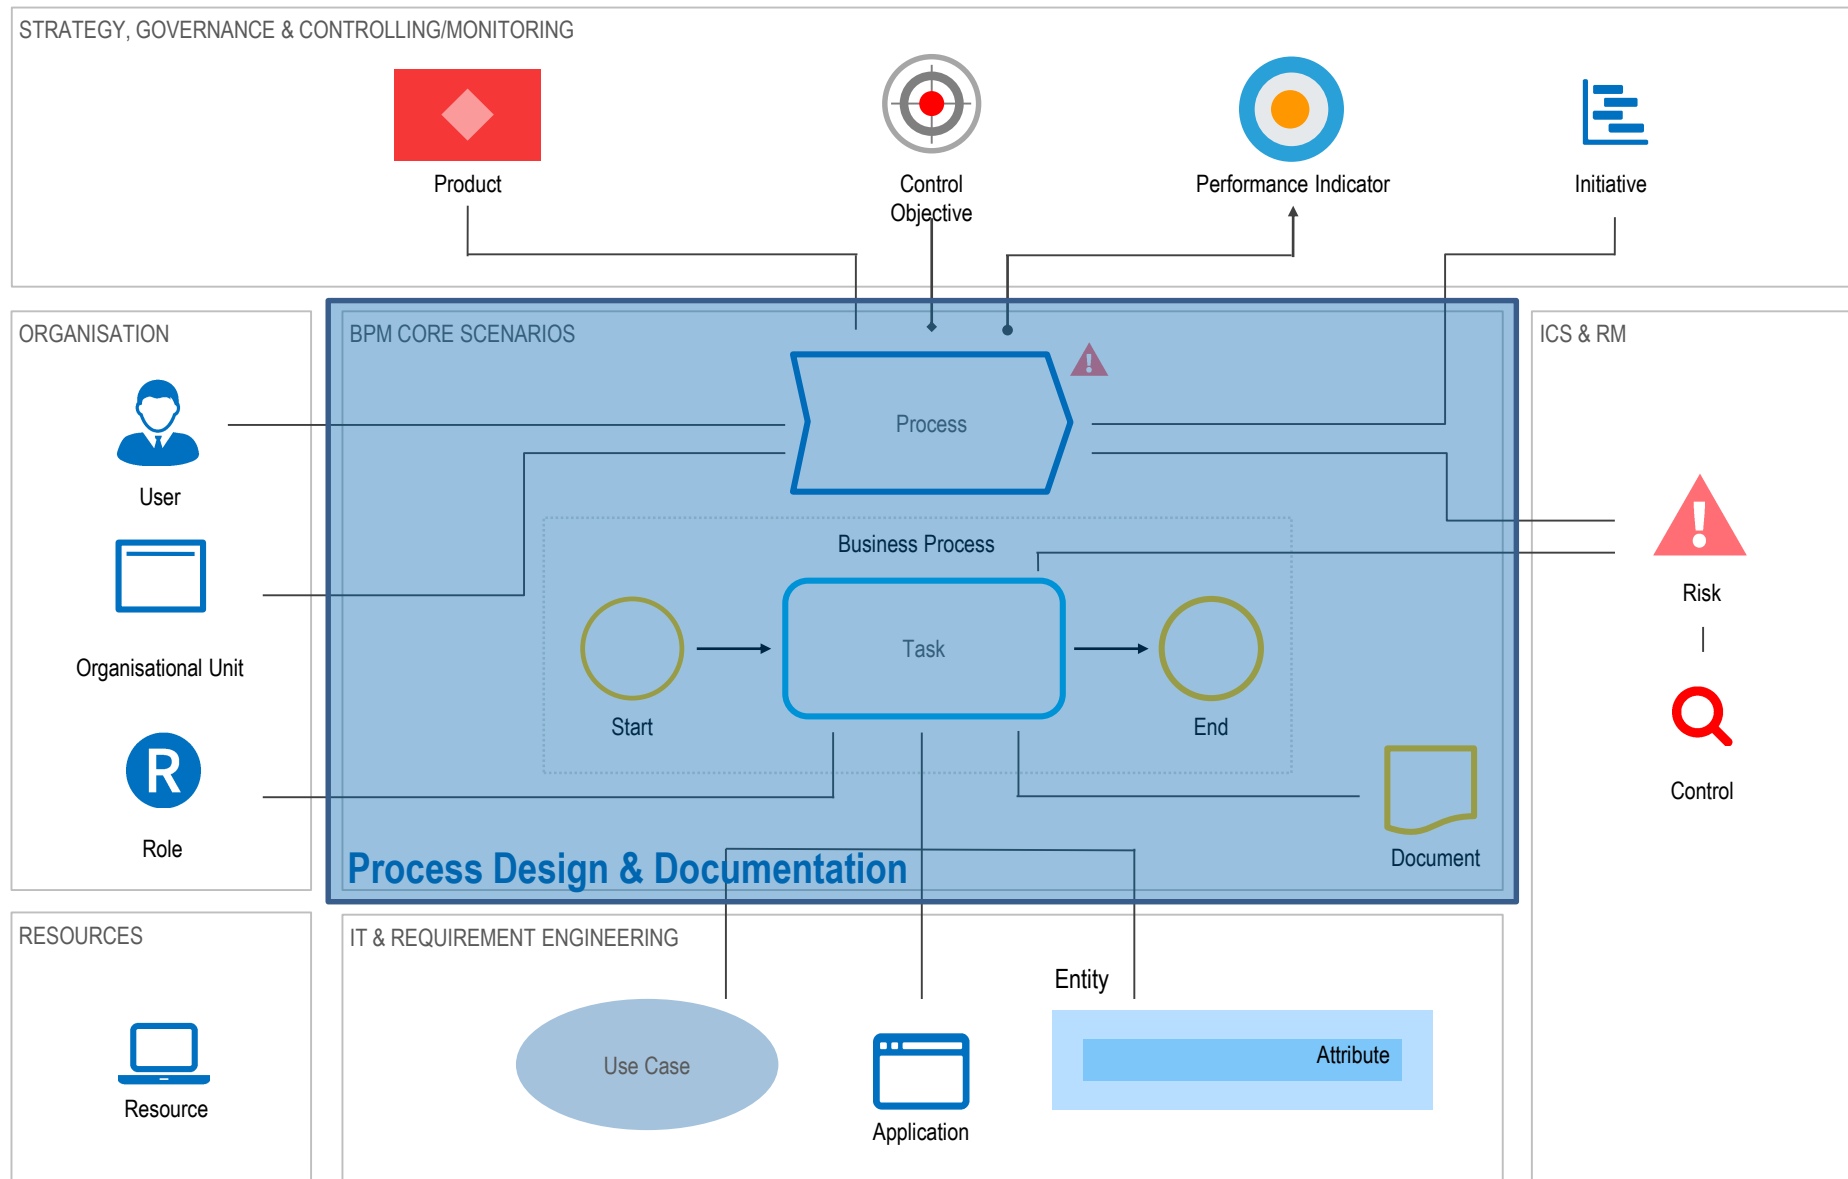 STRATEGY, GOVERNANCE & CONTROLLING/MONITORING
Product
Control
Objective
Performance Indicator
Initiative
ORGANISATION
User
Organisational Unit
R
Role
BPM CORE SCENARIOS
!
Process
Business Process
Start
Task
End
Document
Process Design & Documentation
ICS & RM
!
Risk
Control
RESOURCES
Resource
IT & REQUIREMENT ENGINEERING
Use Case
Application
Entity
Attribute